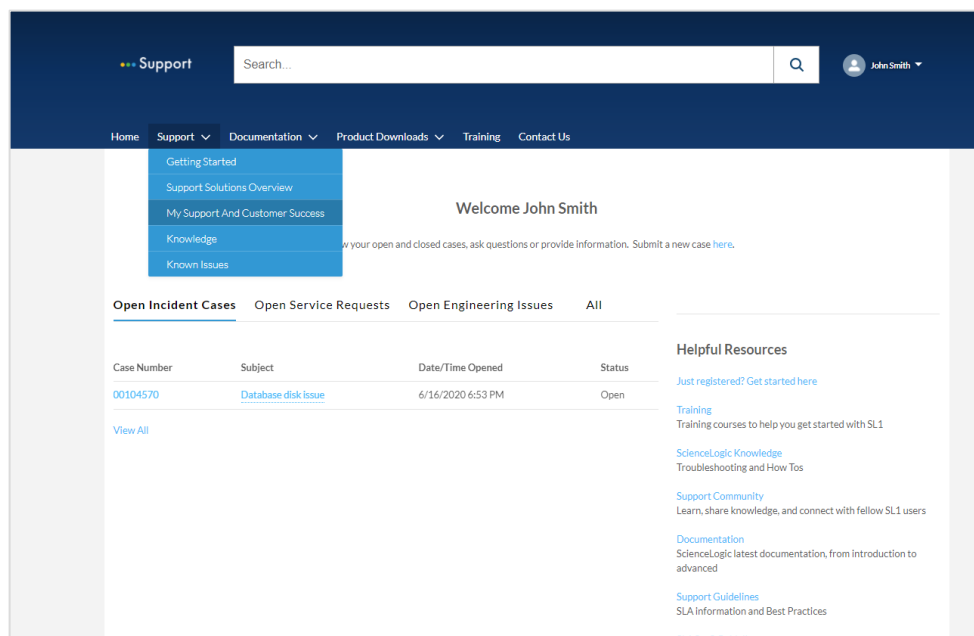 Support
Search...
John Smith
Home Support Documentation Product Downloads Training Contact Us
Getting Started
Support Solutions Overview
My Support And Customer Success
Knowledge
Known Issues
Welcome John Smith
your open and closed cases, ask questions or provide information. Submit a new case here.
Open Incident Cases Open Service Requests Open Engineering Issues All
Case Number Subject Date/Time Opened Status
00104570 Database disk issue 6/16/2020 6:53 PM Open
View All
Helpful Resources
Just registered? Get started here
Training
Training courses to help you get started with SL1
ScienceLogic Knowledge
Troubleshooting and How Tos
Support Community
Learn, share knowledge, and connect with fellow SL1 users
Documentation
ScienceLogic latest documentation, from introduction to
advanced
Support Guidelines
SLA information and Best Practices